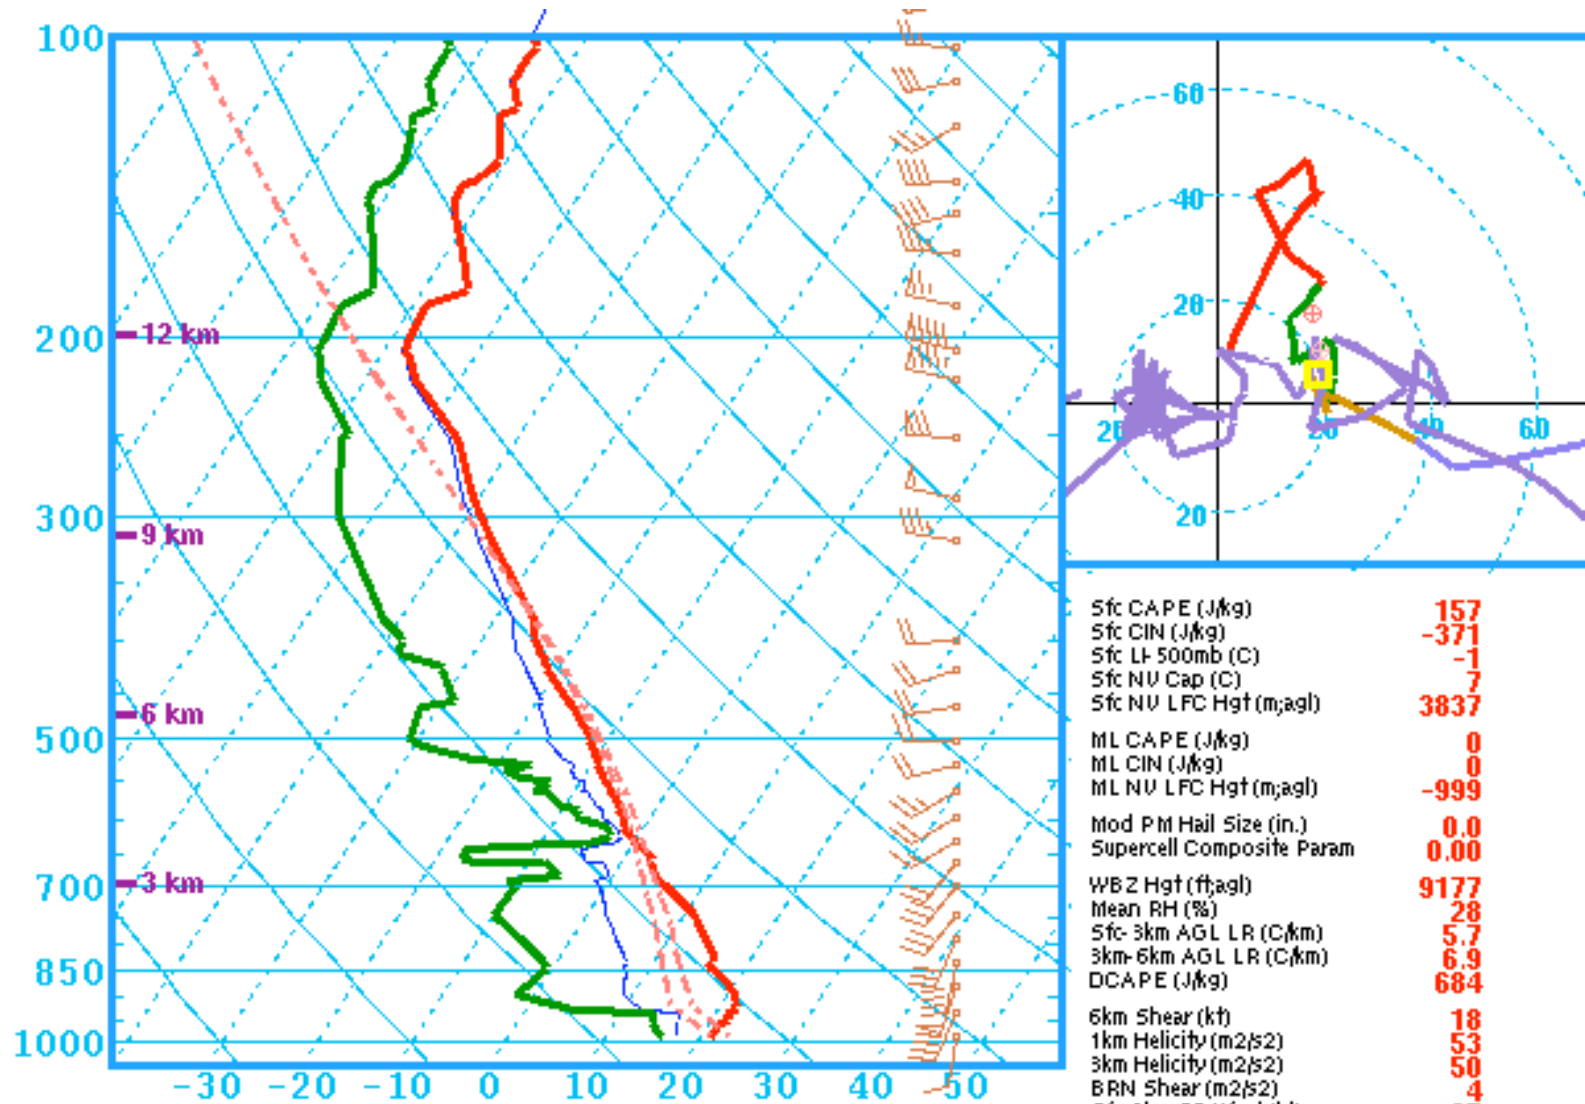 100
200
300
500
700
850
1000
12 km
9 km
6 km
3 km
-30 -20 -10 0 10 20 30 40 50
60
40
20
20 20 40 60
20
Sfc CAPE (J/kg) 157
Sfc CIN (J/kg) -371
Sfc LI-500mb (C) -1
Sfc NV Cap (C) 7
Sfc NV LFC Hgt (m;agl) 3837
ML CAPE (J/kg) 0
ML CIN (J/kg) 0
ML NV LFC Hgt (m;agl) -999
Mod PM Hail Size (in.) 0.0
Supercell Composite Param 0.00
WBZ Hgt (ft;agl) 9177
Mean RH (%) 28
Sfc-3km AGL LR (C/km) 5.7
3km-6km AGL LR (C/km) 6.9
DCAPE (J/kg) 684
6km Shear (kt) 18
1km Helicity (m2/s2) 53
3km Helicity (m2/s2) 50
BRN Shear (m2/s2) 4